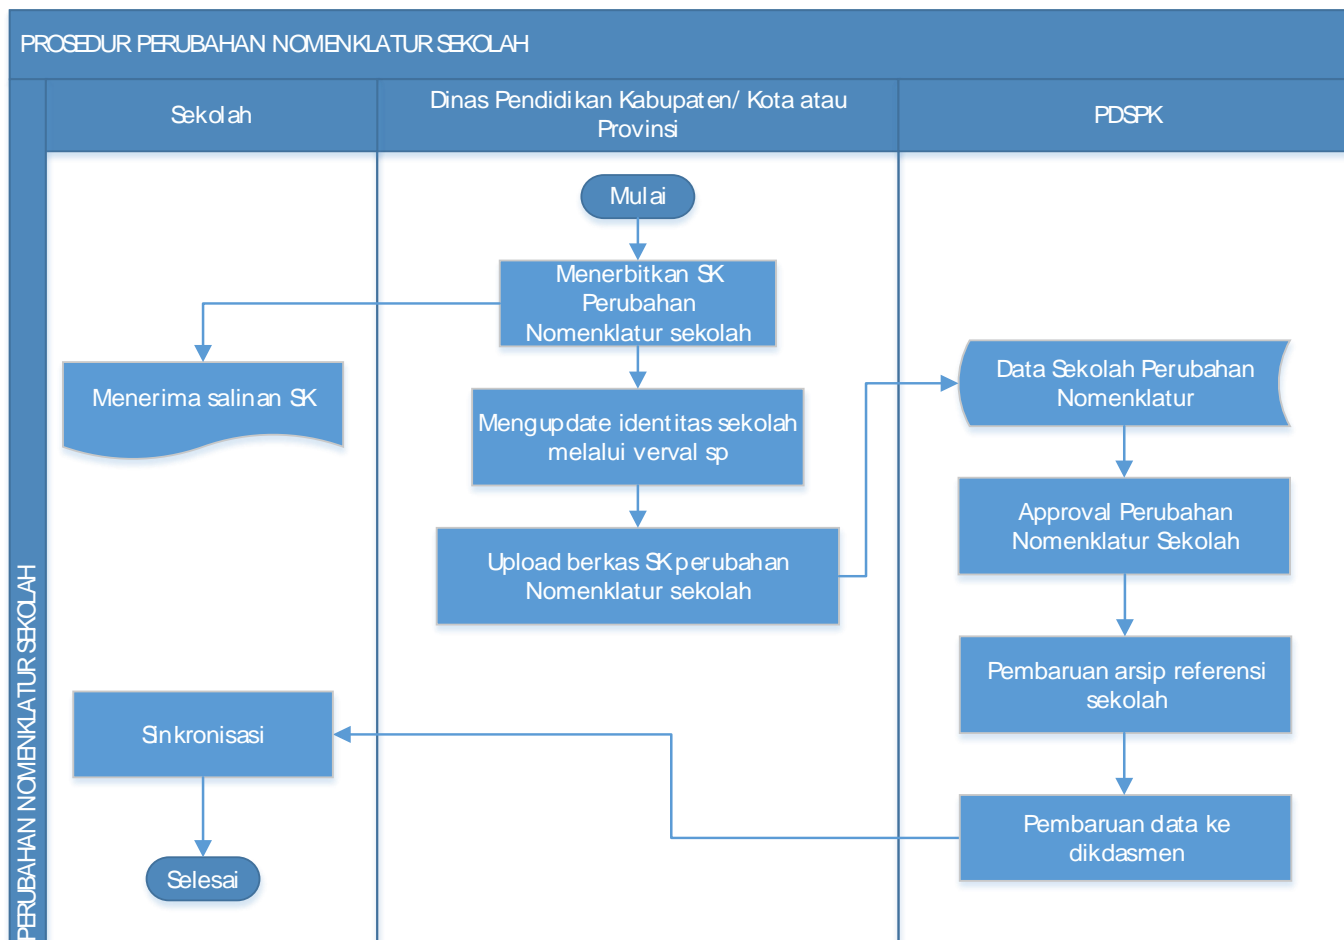 PROSEDUR PERUBAHAN NOMENKLATUR SEKOLAH
PERUBAHAN NOMENKLATUR SEKOLAH
Sekolah
Dinas Pendidikan Kabupaten/ Kota atau
Provinsi
PDSPK
Mulai
Menerbitkan SK
Perubahan
Nomenklatur sekolah
Menerima salinan SK
Mengupdate identitas sekolah
melalui verval sp
Upload berkas SK perubahan
Nomenklatur sekolah
Data Sekolah Perubahan
Nomenklatur
Approval Perubahan
Nomenklatur Sekolah
Pembaruan arsip referensi
sekolah
Pembaruan data ke
dikdasmen
Sinkronisasi
Selesai